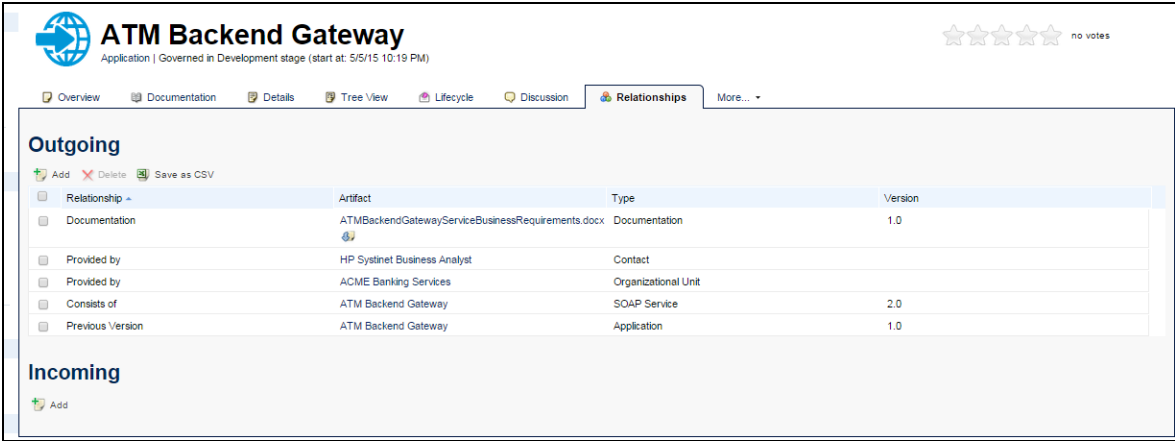 ATM Backend Gateway
Application | Governed in Development stage (start at: 5/5/15 10:19 PM)
no votes
Overview Documentation Details Tree View Lifecycle Discussion Relationships More...
Outgoing
Add Delete Save as CSV
Relationship Artifact Type Version
Documentation ATMBackendGatewayServiceBusinessRequirements.docx Documentation 1.0
Provided by HP Systinet Business Analyst Contact
Provided by ACME Banking Services Organizational Unit
Consists of ATM Backend Gateway SOAP Service 2.0
Previous Version ATM Backend Gateway Application 1.0
Incoming
Add